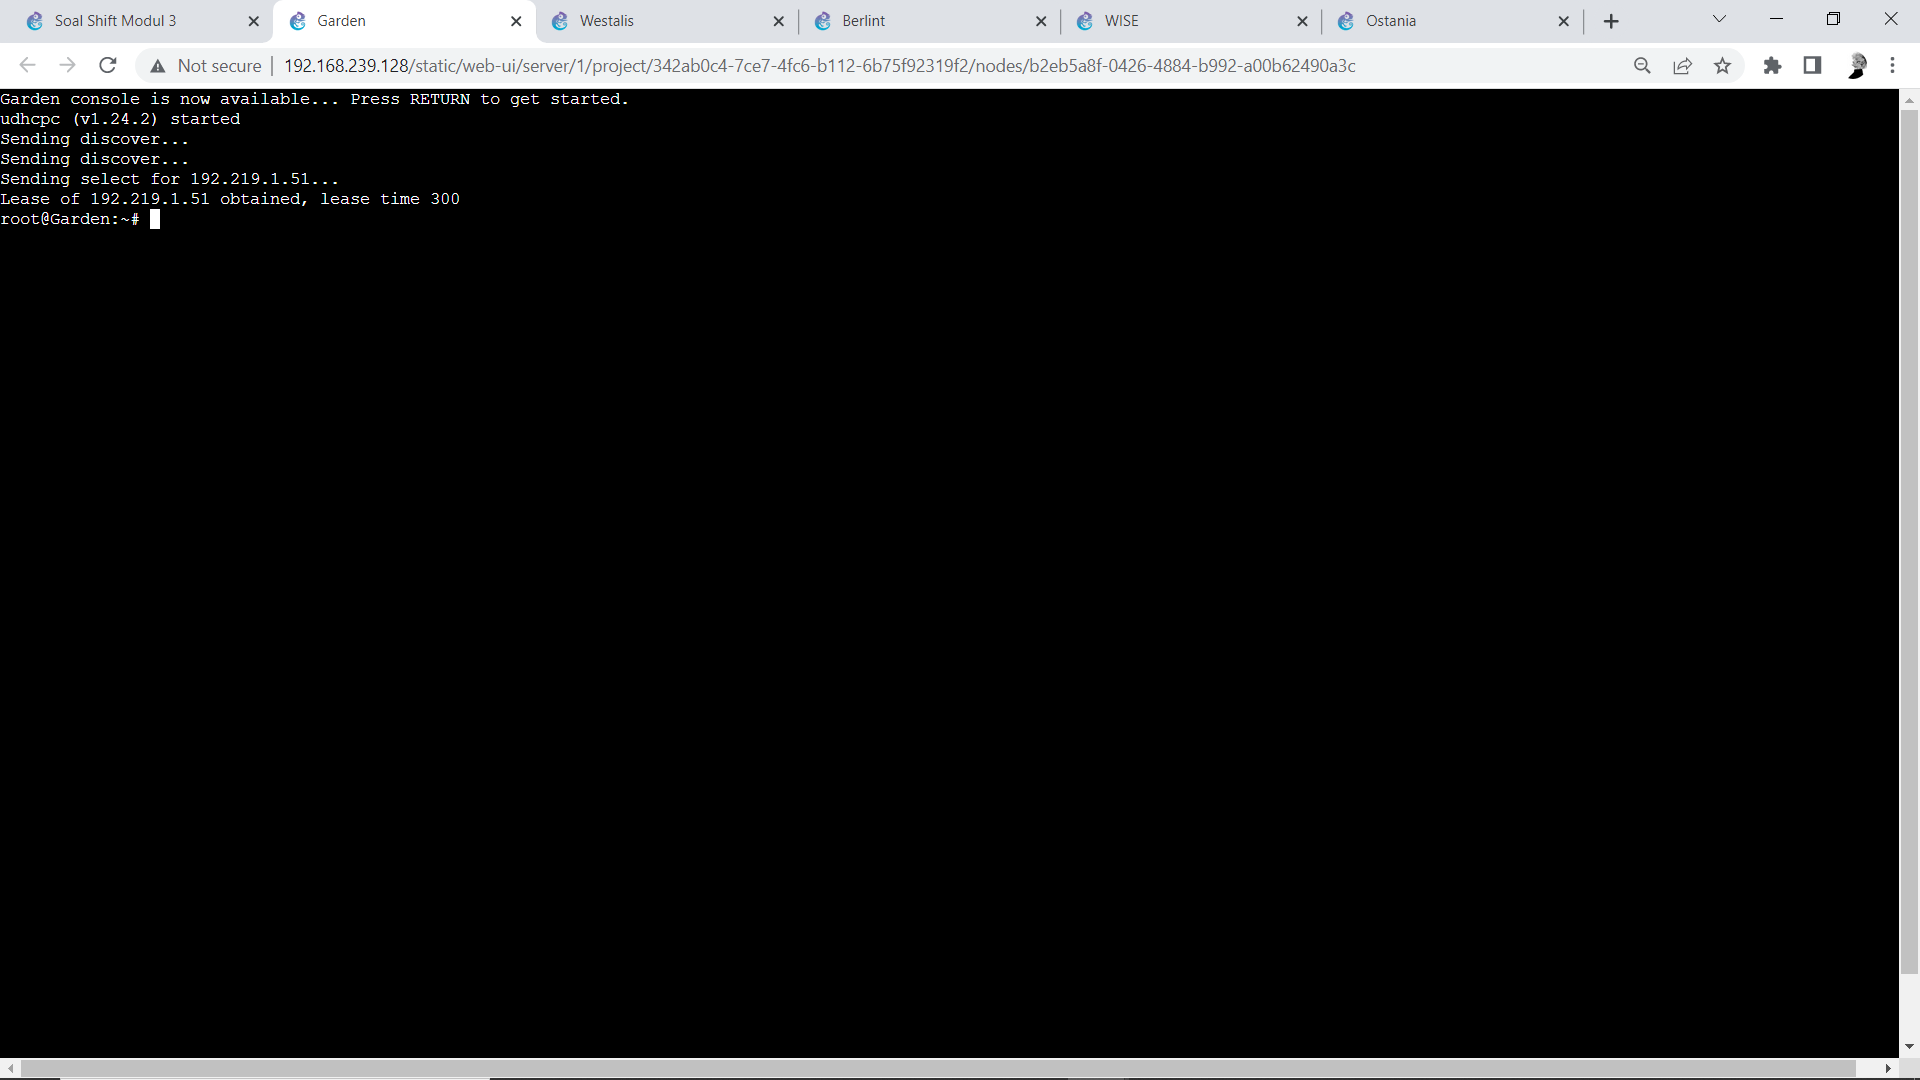 Soal Shift Modul 3
Garden
Westalis
Berlint
WISE
Ostania
Not secure
192.168.239.128/static/web-ui/server/1/project/342ab0c4-7ce7-4fc6-b112-6b75f92319f2/nodes/b2eb5a8f-0426-4884-b992-a00b62490a3c
Garden console is now available... Press RETURN to get started.
udhcpc (v1.24.2) started
Sending discover...
Sending discover...
Sending select for 192.219.1.51...
Lease of 192.219.1.51 obtained, lease time 300
root@Garden:~#